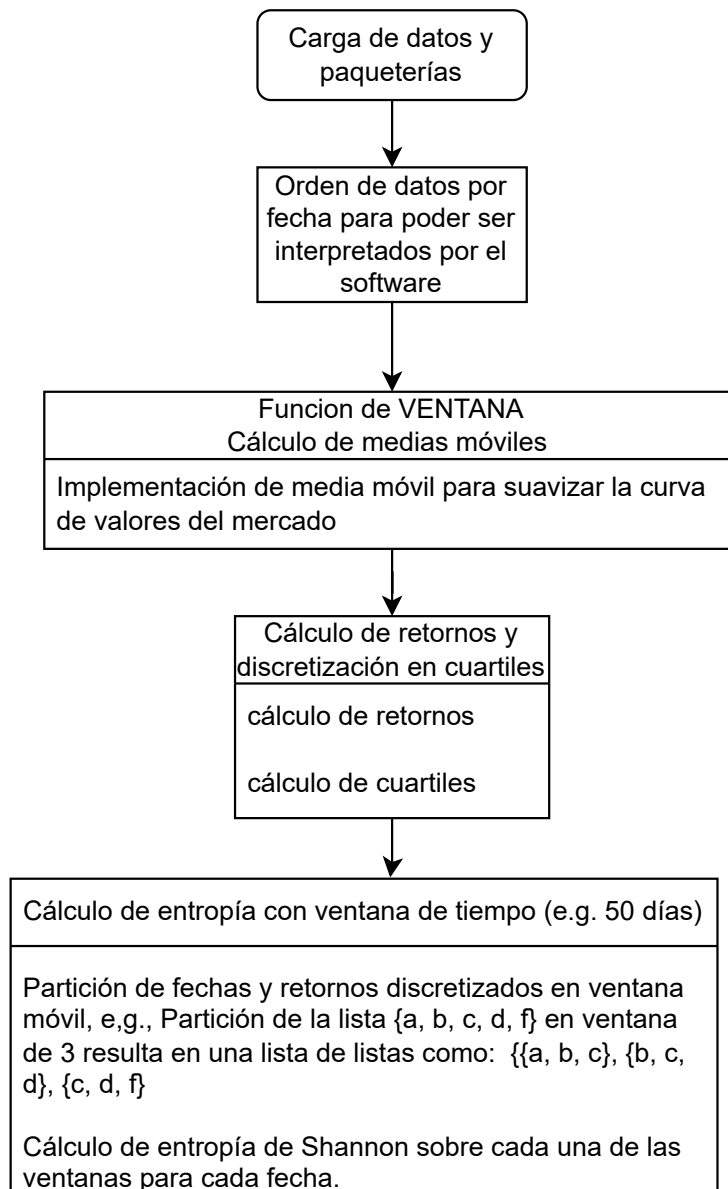 Carga de datos y
paqueterías
Orden de datos por
fecha para poder ser
interpretados por el
software
Funcion de VENTANA
Cálculo de medias móviles
Implementación de media móvil para suavizar la curva
de valores del mercado
Cálculo de retornos y
discretización en cuartiles
cálculo de retornos
cálculo de cuartiles
Cálculo de entropía con ventana de tiempo (e.g. 50 días)
Partición de fechas y retornos discretizados en ventana
móvil, e,g., Partición de la lista {a, b, c, d, f} en ventana
de 3 resulta en una lista de listas como:  {{a, b, c}, {b, c,
d}, {c, d, f}
Cálculo de entropía de Shannon sobre cada una de las
ventanas para cada fecha.